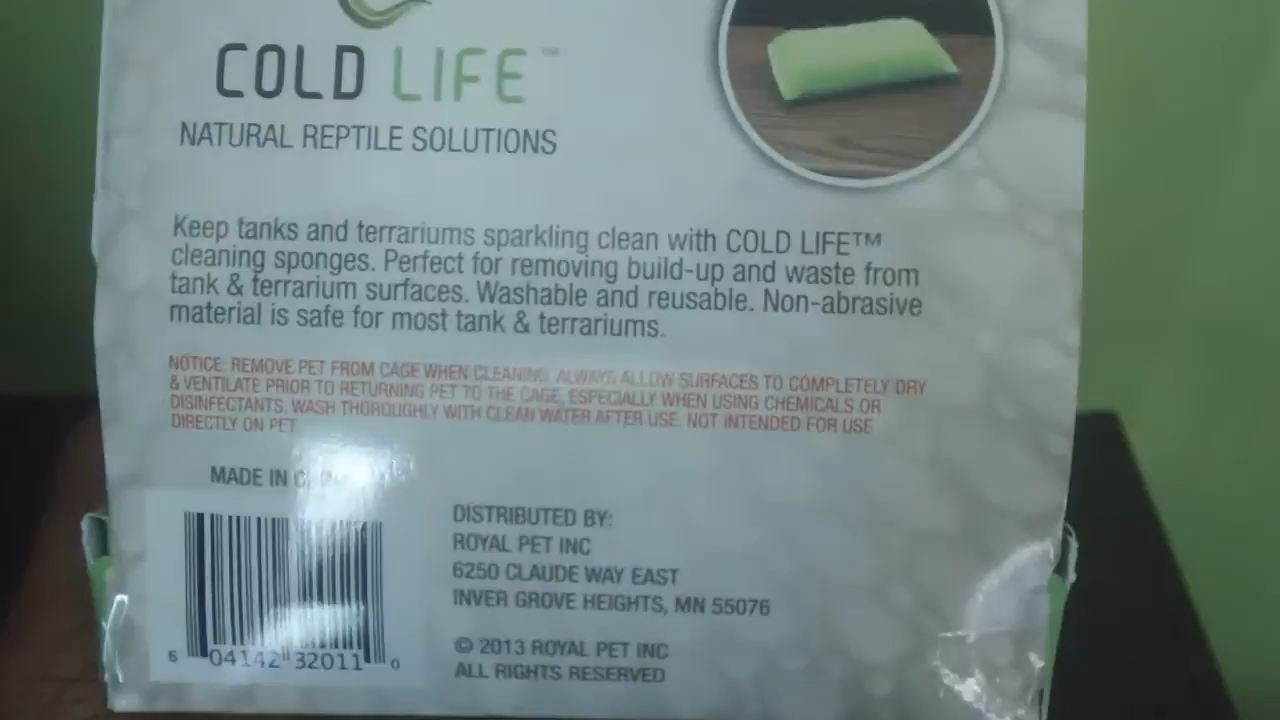 COLD LIFE™
NATURAL REPTILE SOLUTIONS
Keep tanks and terrariums sparkling clean with COLD LIFE™
cleaning sponges. Perfect for removing build-up and waste from
tank & terrarium surfaces. Washable and reusable. Non-abrasive
material is safe for most tank & terrariums.
NOTICE: REMOVE PET FROM CAGE WHEN CLEANING. ALWAYS ALLOW SURFACES TO COMPLETELY DRY
& VENTILATE PRIOR TO RETURNING PET TO THE CAGE, ESPECIALLY WHEN USING CHEMICALS OR
DISINFECTANTS. WASH THOROUGHLY WITH CLEAN WATER AFTER USE. NOT INTENDED FOR USE
DIRECTLY ON PET
MADE IN
DISTRIBUTED BY:
ROYAL PET INC
6250 CLAUDE WAY EAST
INVER GROVE HEIGHTS, MN 55076
© 2013 ROYAL PET INC
ALL RIGHTS RESERVED
6 04142 32011 0